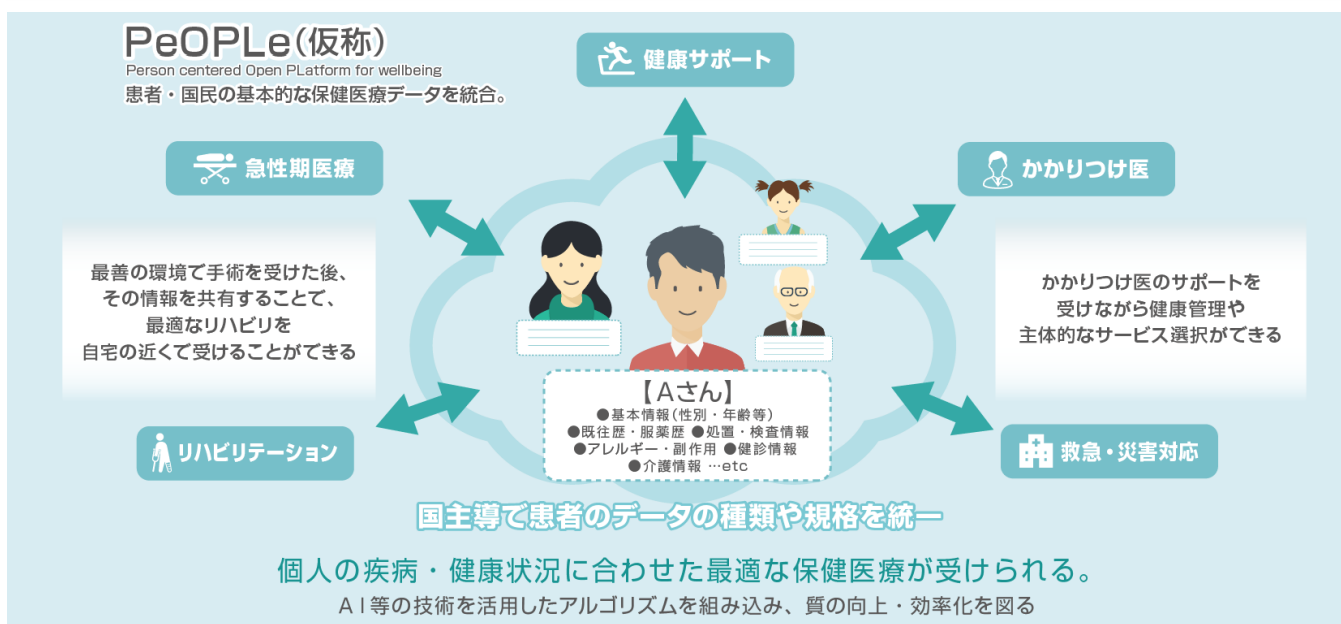 PeOPLe(仮称)
Person centered Open PLatform for wellbeing
患者・国民の基本的な保健医療データを統合。
健康サポート
急性期医療
かかりつけ医
最善の環境で手術を受けた後、
その情報を共有することで、
最適なリハビリを
自宅の近くで受けることができる
かかりつけ医のサポートを
受けながら健康管理や
主体的なサービス選択ができる
【Aさん】
●基本情報(性別・年齢等)
●既往歴・服薬歴 ●処置・検査情報
●アレルギー・副作用 ●健診情報
●介護情報 …etc
リハビリテーション
救急・災害対応
国主導で患者のデータの種類や規格を統一
個人の疾病・健康状況に合わせた最適な保健医療が受けられる。
AI等の技術を活用したアルゴリズムを組み込み、質の向上・効率化を図る